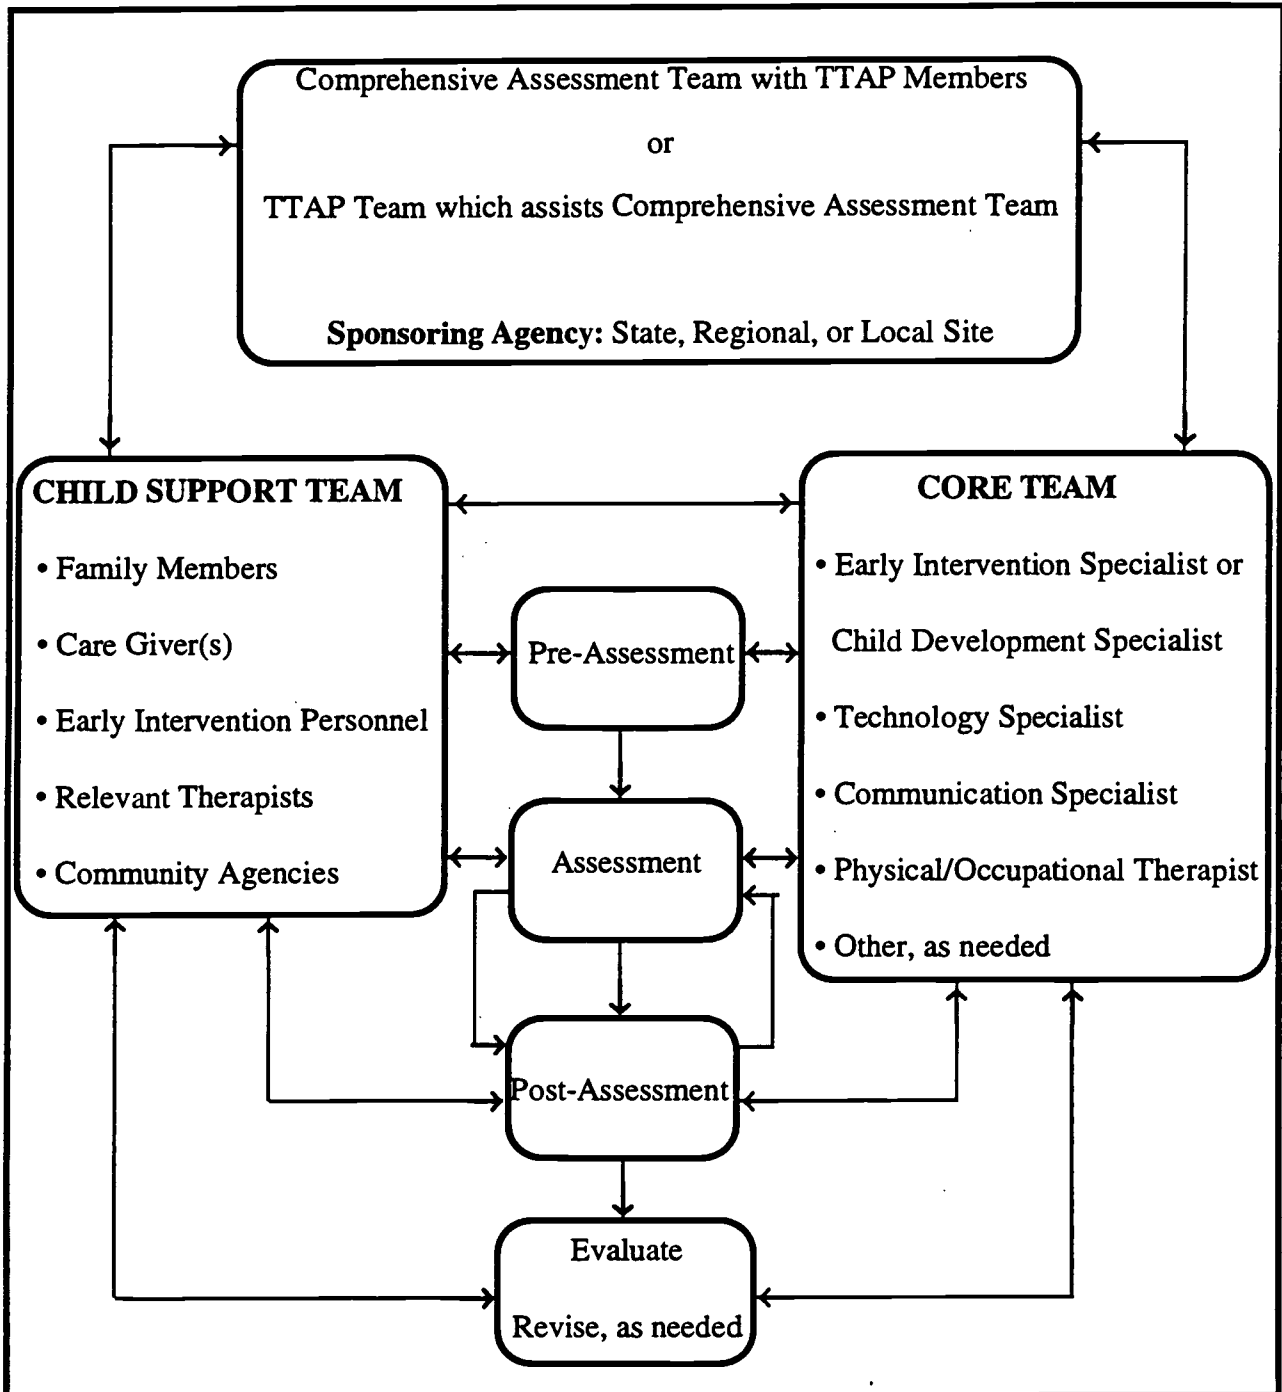 Comprehensive Assessment Team with TTAP Members
or
TTAP Team which assists Comprehensive Assessment Team
Sponsoring Agency: State, Regional, or Local Site
CHILD SUPPORT TEAM
• Family Members
• Care Giver(s)
• Early Intervention Personnel
• Relevant Therapists
• Community Agencies
CORE TEAM
• Early Intervention Specialist or
Child Development Specialist
• Technology Specialist
• Communication Specialist
• Physical/Occupational Therapist
• Other, as needed
Pre-Assessment
Assessment
Post-Assessment
Evaluate
Revise, as needed